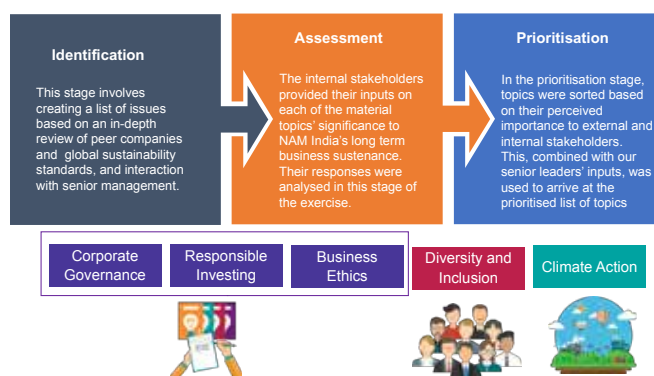 Identification
This stage involves
creating a list of issues
based on an in-depth
review of peer companies
and global sustainability
standards, and interaction
with senior management.
Assessment
The internal stakeholders
provided their inputs on
each of the material
topics' significance to
NAM India's long term
business sustenance.
Their responses were
analysed in this stage of
the exercise.
Prioritisation
In the prioritisation stage,
topics were sorted based
on their perceived
importance to external and
internal stakeholders.
This, combined with our
senior leaders' inputs, was
used to arrive at the
prioritised list of topics
Corporate
Governance
Responsible
Investing
Business
Ethics
Diversity and
Inclusion
Climate Action